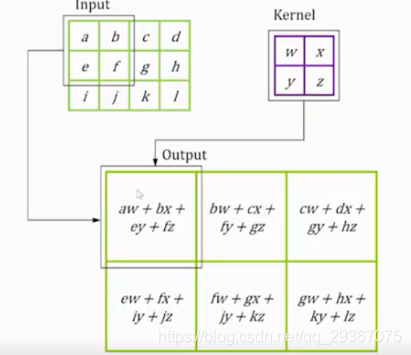 Input
Kernel
a b c d
e f g h
i j k l
w x
y z
Output
aw + bx +
ey + fz
bw + cx +
fy + gz
cw + dx +
gy + hz
ew + fx +
iy + jz
fw + gx +
jy + kz
gw + hx +
ky + lz
https://blog.csdn.net/qq_29367075